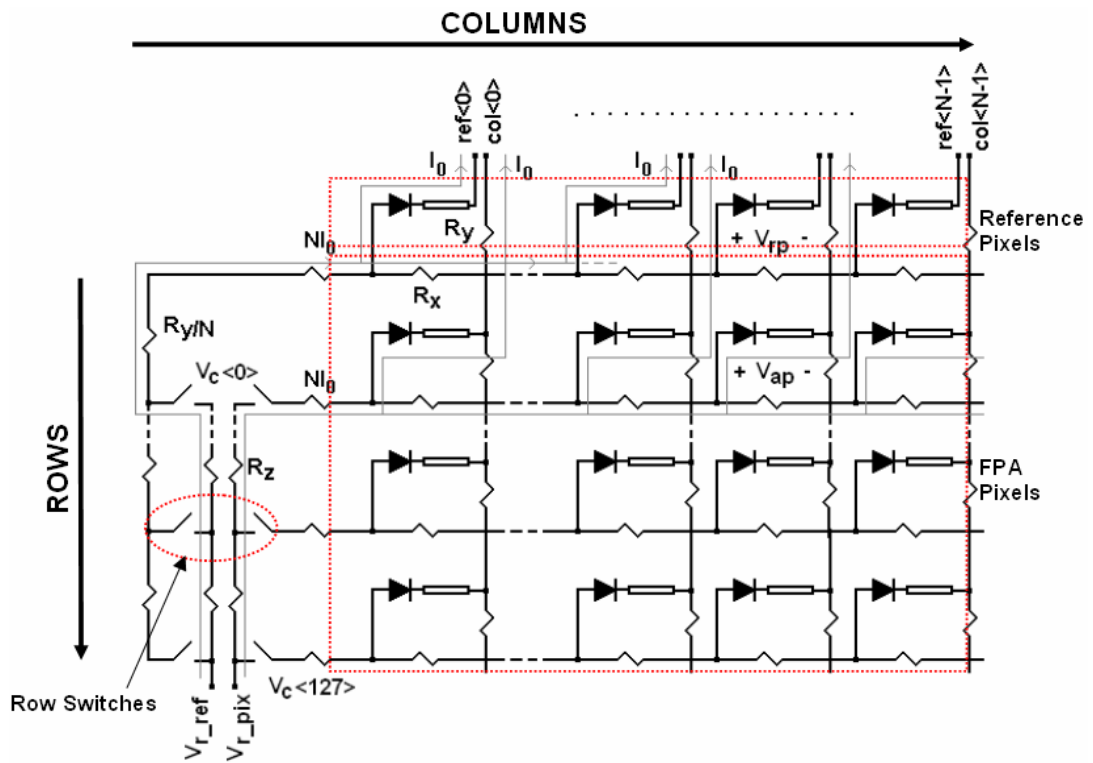 COLUMNS
ref<0>
col<0>
ref<N-1>
col<N-1>
I0
I0
I0
I0
Reference
Pixels
Ry
+ Vrp -
NI0
Rx
Ry/N
Vc<0>
NI0
+ Vap -
ROWS
Rz
FPA
Pixels
Row Switches
Vr_ref
Vr_pix
Vc<127>